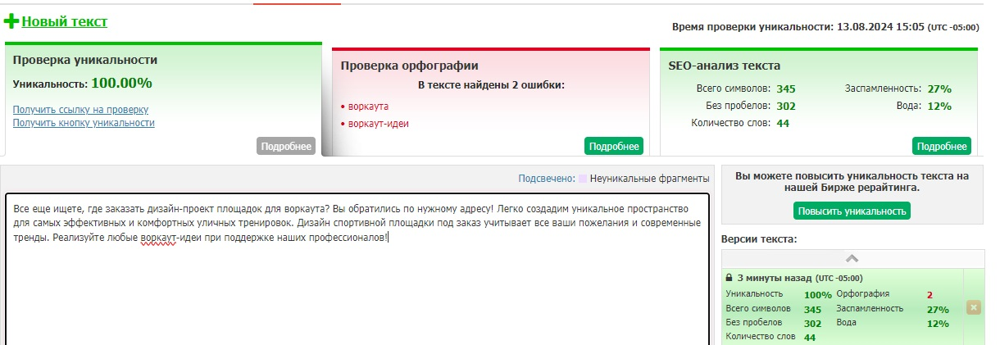 Новый текст
Время проверки уникальности: 13.08.2024 15:05 (UTC -05:00)
Проверка уникальности
Уникальность: 100.00%
Получить ссылку на проверку
Получить кнопку уникальности
Подробнее
Проверка орфографии
В тексте найдены 2 ошибки:
• воркаута
• воркаут-идеи
Подробнее
SEO-анализ текста
Всего символов: 345 Заспамленность: 27%
Без пробелов: 302 Вода: 12%
Количество слов: 44
Подробнее
Подсвечено: Неуникальные фрагменты
Все еще ищете, где заказать дизайн-проект площадок для воркаута? Вы обратились по нужному адресу! Легко создадим уникальное пространство
для самых эффективных и комфортных уличных тренировок. Дизайн спортивной площадки под заказ учитывает все ваши пожелания и современные
тренды. Реализуйте любые воркаут-идеи при поддержке наших профессионалов!
Вы можете повысить уникальность текста на
нашей Бирже рерайтинга.
Повысить уникальность
Версии текста:
3 минуты назад (UTC -05:00)
Уникальность 100% Орфография 2
Всего символов 345 Заспамленность 27%
Без пробелов 302 Вода 12%
Количество слов 44